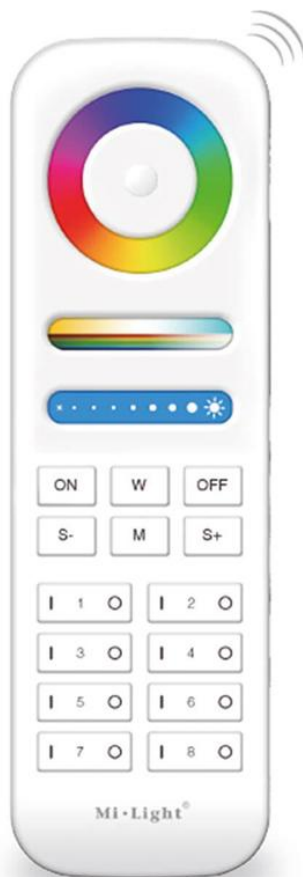 ON W OFF
S- M S+
I 1 O I 2 O
I 3 O I 4 O
I 5 O I 6 O
I 7 O I 8 O
Mi·Light®